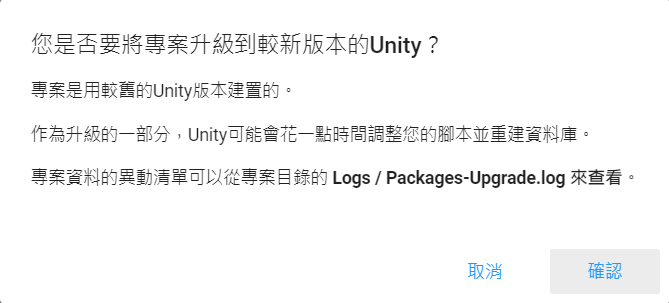 您是否要將專案升級到較新版本的Unity？
專案是用較舊的Unity版本建置的。
作為升級的一部分，Unity可能會花一點時間調整您的腳本並重建資料庫。
專案資料的異動清單可以從專案目錄的 Logs / Packages-Upgrade.log 來查看。
取消
確認